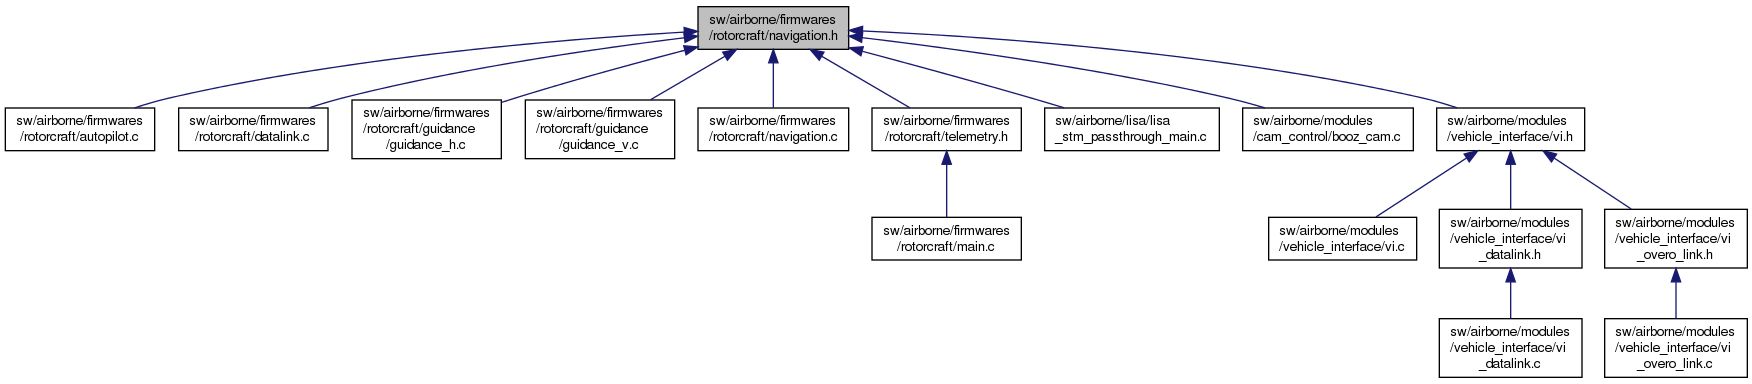 sw/airborne/firmwares
/rotorcraft/navigation.h
sw/airborne/firmwares
/rotorcraft/autopilot.c
sw/airborne/firmwares
/rotorcraft/datalink.c
sw/airborne/firmwares
/rotorcraft/guidance
/guidance_h.c
sw/airborne/firmwares
/rotorcraft/guidance
/guidance_v.c
sw/airborne/firmwares
/rotorcraft/navigation.c
sw/airborne/firmwares
/rotorcraft/telemetry.h
sw/airborne/lisa/lisa
_stm_passthrough_main.c
sw/airborne/modules
/cam_control/booz_cam.c
sw/airborne/modules
/vehicle_interface/vi.h
sw/airborne/firmwares
/rotorcraft/main.c
sw/airborne/modules
/vehicle_interface/vi.c
sw/airborne/modules
/vehicle_interface/vi
_datalink.h
sw/airborne/modules
/vehicle_interface/vi
_overo_link.h
sw/airborne/modules
/vehicle_interface/vi
_datalink.c
sw/airborne/modules
/vehicle_interface/vi
_overo_link.c